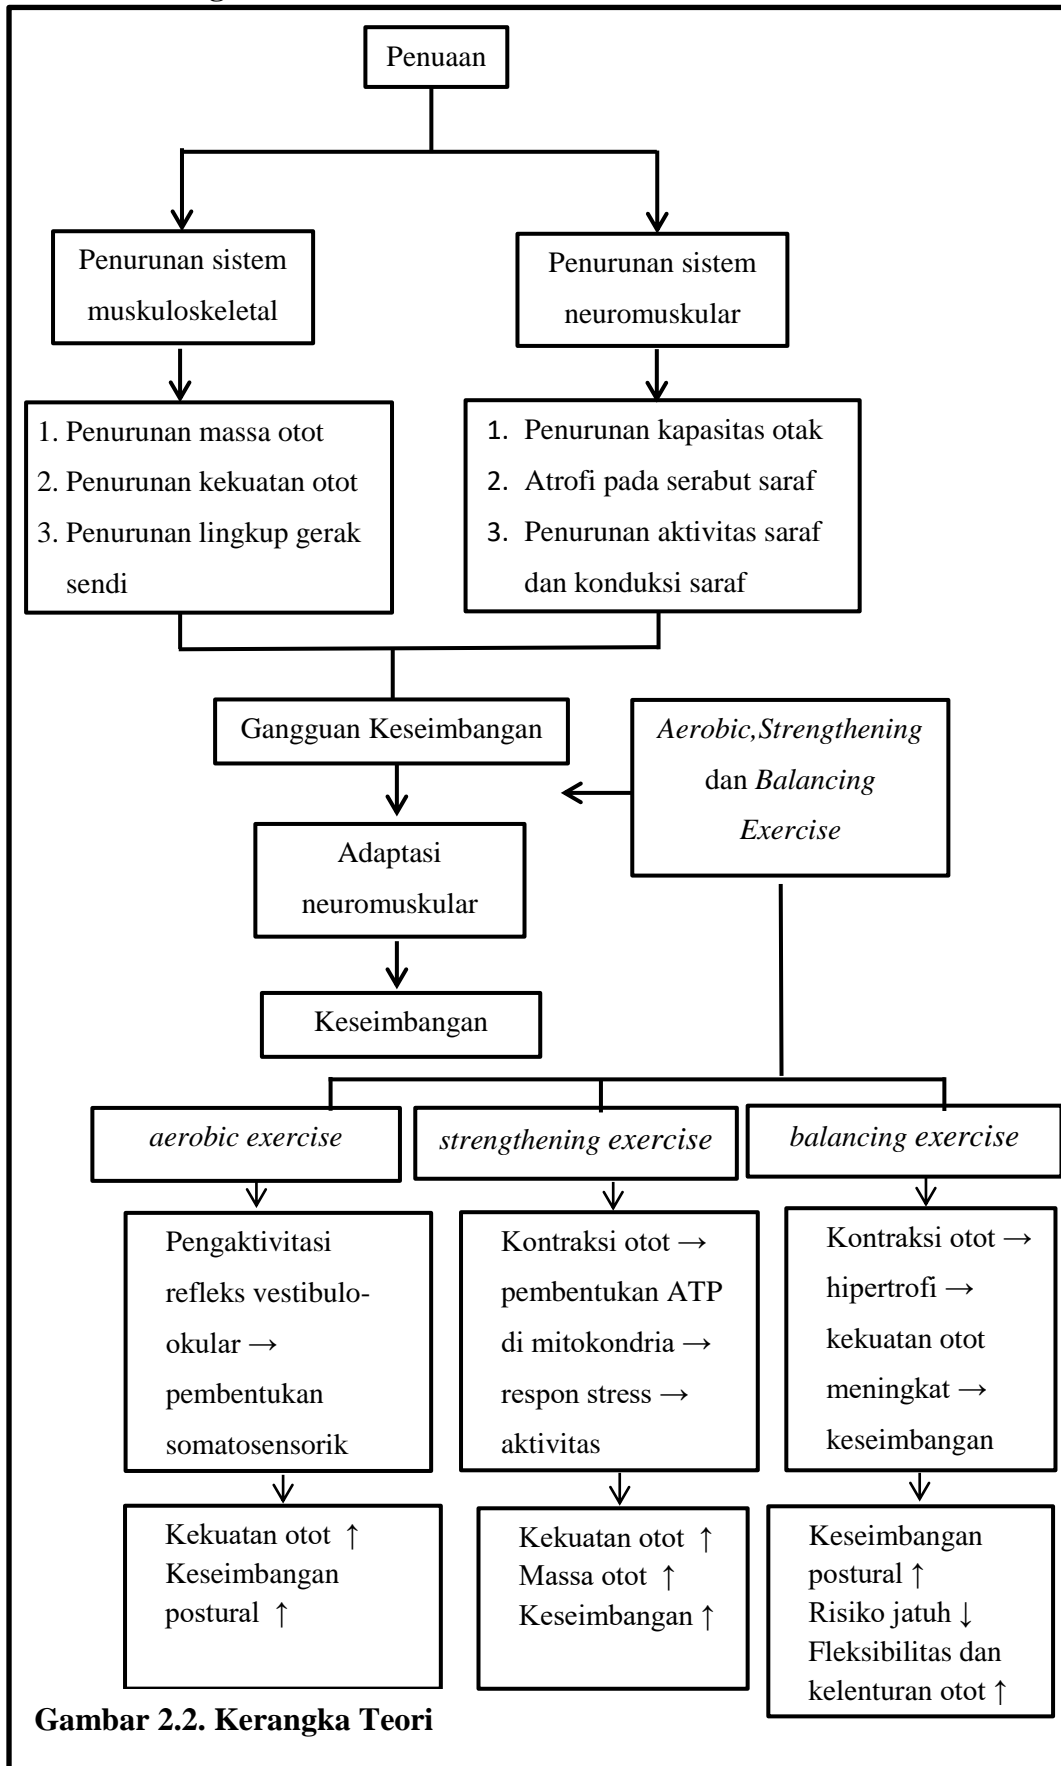 Penuaan
Penurunan sistem
muskuloskeletal
Penurunan sistem
neuromuskular
1. Penurunan massa otot
2. Penurunan kekuatan otot
3. Penurunan lingkup gerak
sendi
1. Penurunan kapasitas otak
2. Atrofi pada serabut saraf
3. Penurunan aktivitas saraf
dan konduksi saraf
Gangguan Keseimbangan
Aerobic,Strengthening
dan Balancing
Exercise
Adaptasi
neuromuskular
Keseimbangan
aerobic exercise
strengthening exercise
balancing exercise
Pengaktivitasi
refleks vestibulo-
okular →
pembentukan
somatosensorik
Kontraksi otot →
pembentukan ATP
di mitokondria →
respon stress →
aktivitas
Kontraksi otot →
hipertrofi →
kekuatan otot
meningkat →
keseimbangan
Kekuatan otot ↑
Keseimbangan
postural ↑
Kekuatan otot ↑
Massa otot ↑
Keseimbangan ↑
Keseimbangan
postural ↑
Risiko jatuh ↓
Fleksibilitas dan
kelenturan otot ↑
Gambar 2.2. Kerangka Teori